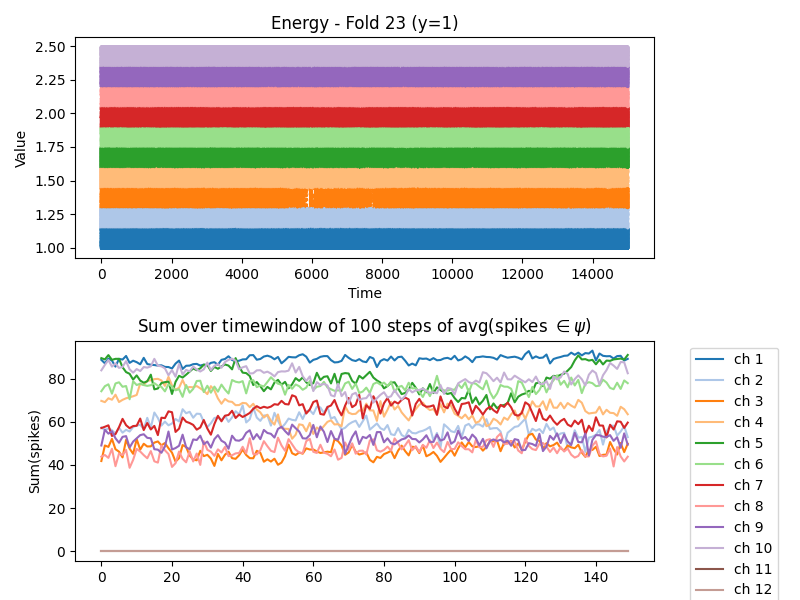 Energy - Fold 23 (y=1)
2.50
2.25
2.00
1.75
1.50
1.25
1.00
Value
0 2000 4000 6000 8000 10000 12000 14000
Time
Sum over timewindow of 100 steps of avg(spikes ∈ ψ)
80
60
40
20
0
Sum(spikes)
0 20 40 60 80 100 120 140
ch 1
ch 2
ch 3
ch 4
ch 5
ch 6
ch 7
ch 8
ch 9
ch 10
ch 11
ch 12